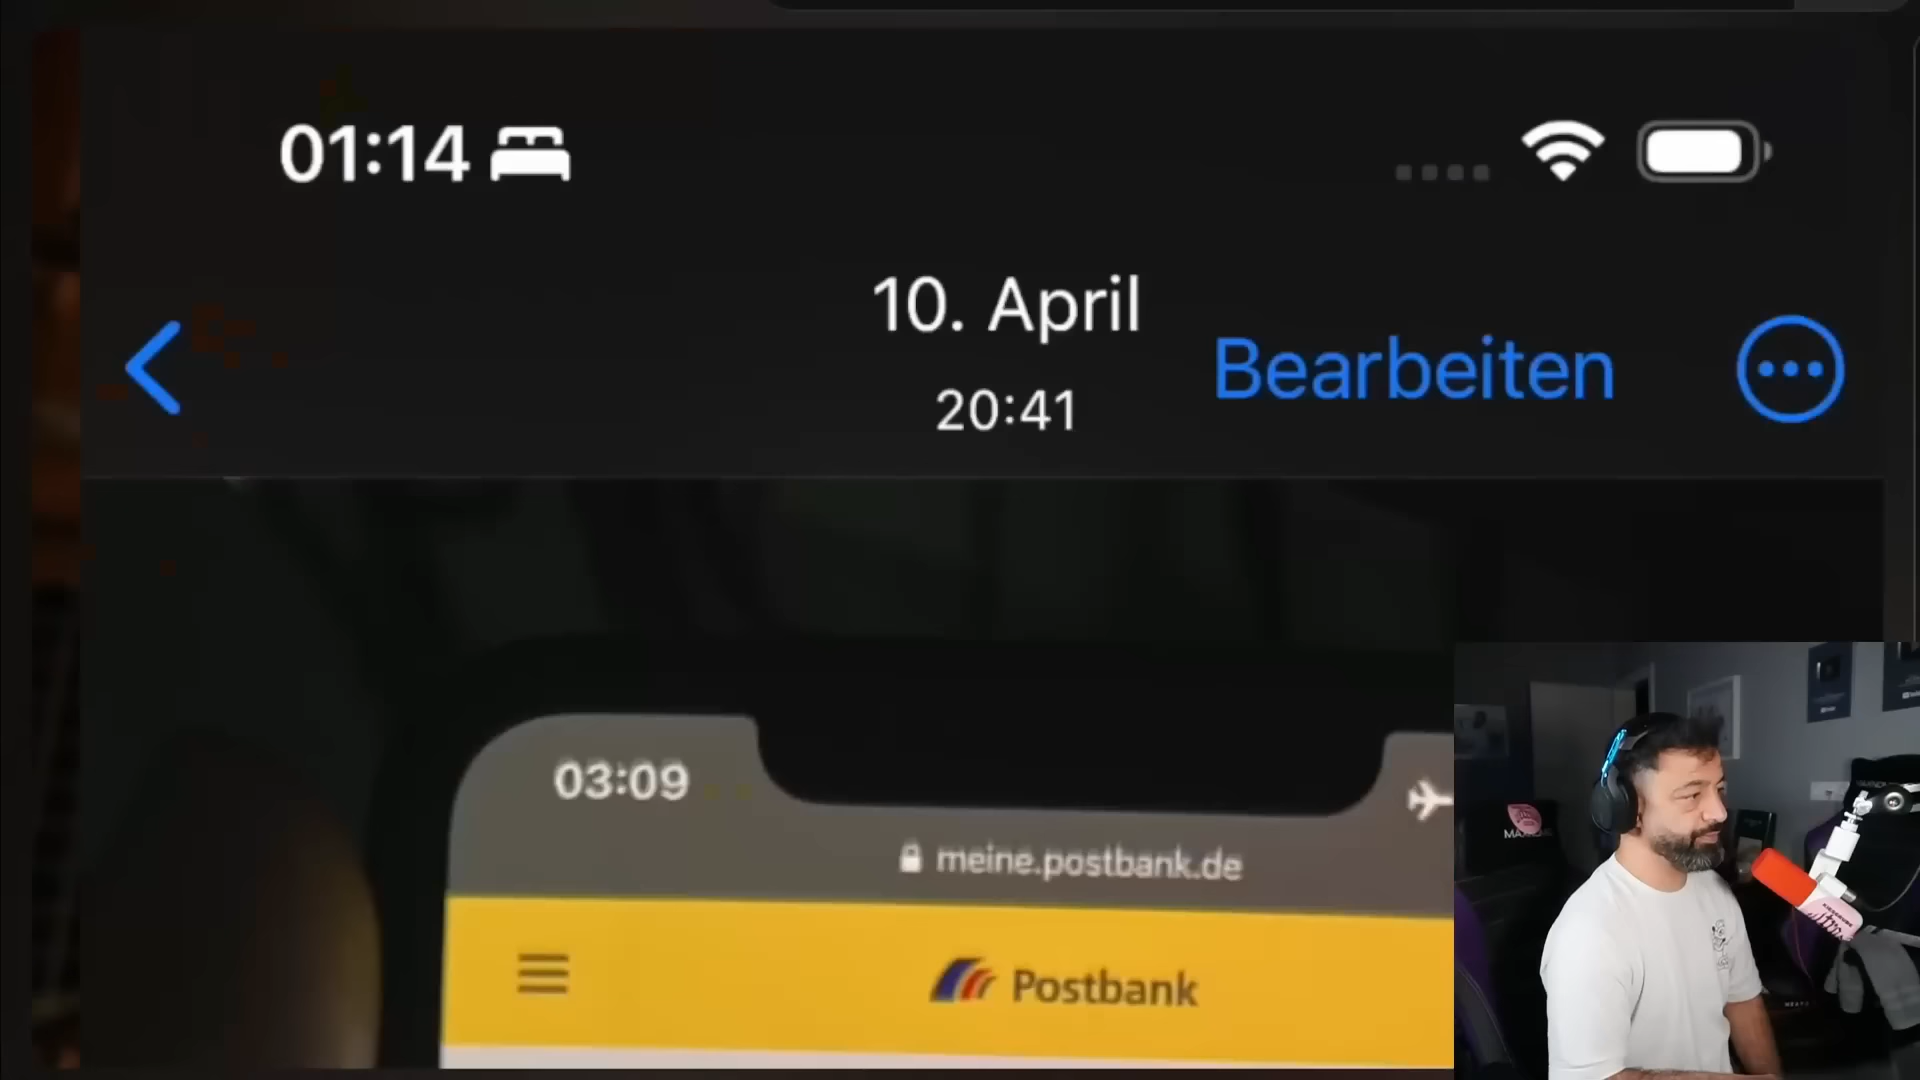 01:14
10. April
20:41
Bearbeiten
03:09
meine.postbank.de
Postbank